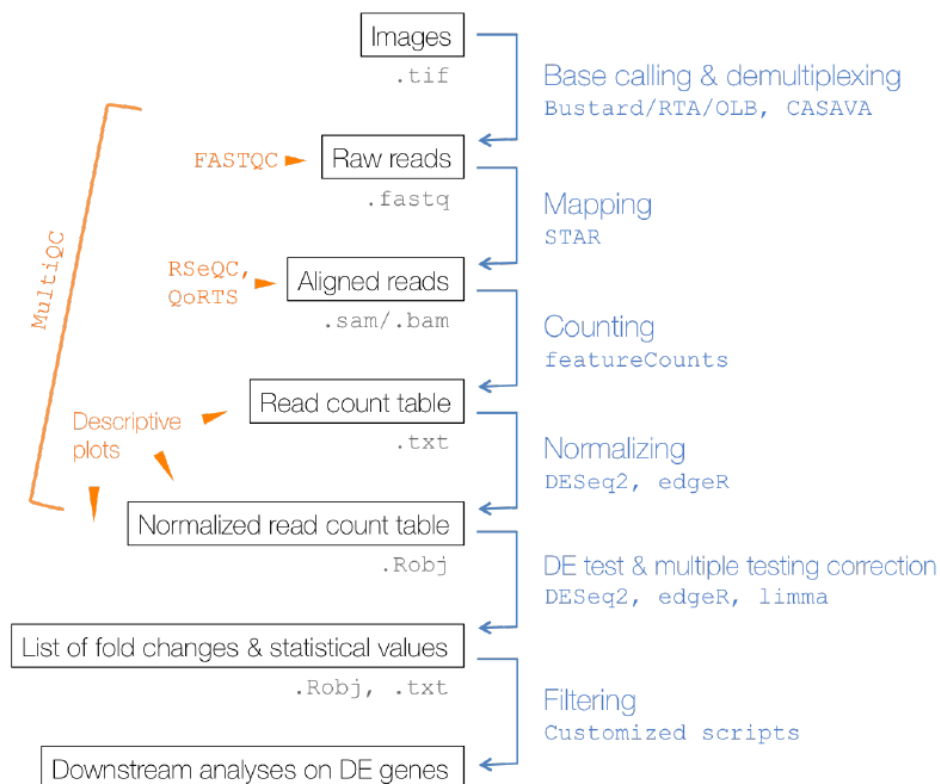 Images
.tif
Base calling & demultiplexing
Bustard/RTA/OLB, CASAVA
FASTQC
Raw reads
.fastq
Mapping
STAR
MultiQC
RSeQC,
QoRTS
Aligned reads
.sam/.bam
Counting
featureCounts
Descriptive
plots
Read count table
.txt
Normalizing
DESeq2, edgeR
Normalized read count table
.Robj
DE test & multiple testing correction
DESeq2, edgeR, limma
List of fold changes & statistical values
.Robj, .txt
Filtering
Customized scripts
Downstream analyses on DE genes